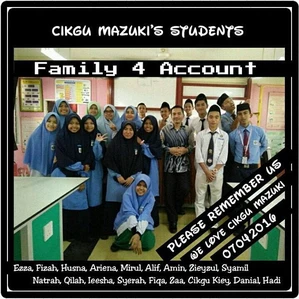 CIKGU MAZUKI'S STUDENTS
Family 4 Account
PLEASE REMEMBER US
WE LOVE CIKGU MAZUKI
07042016
Ezza, Fizah, Husna, Ariena, Mirul, Alif, Amin, Zieyzul, Syamil
Natrah, Qilah, Ieesha, Syerah, Fiqa, Zaa, Cikgu Kiey, Danial, Hadi